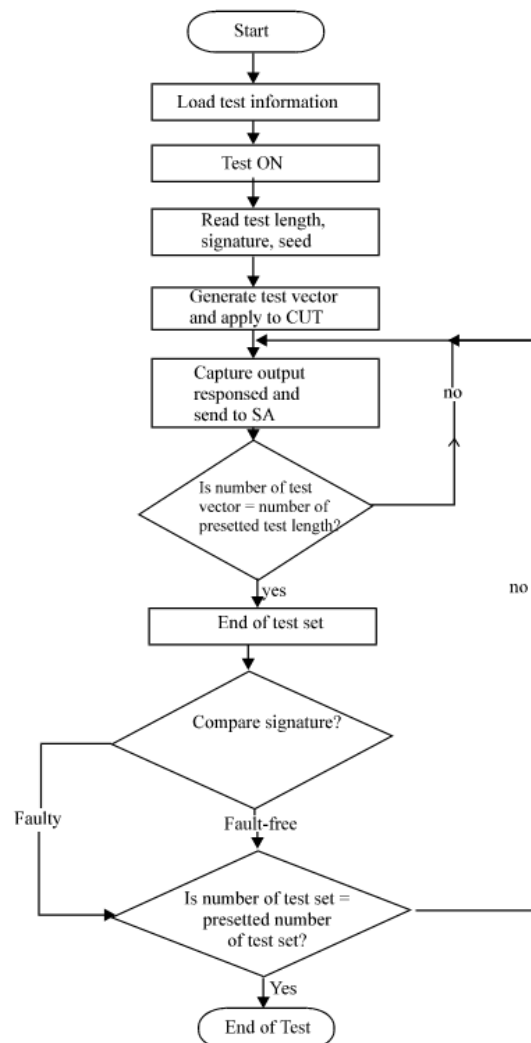 Start
Load test information
Test ON
Read test length,
signature, seed
Generate test vector
and apply to CUT
Capture output
responsed and
send to SA
no
Is number of test
vector = number of
presetted test length?
yes
no
End of test set
Compare signature?
Faulty
Fault-free
Is number of test set =
presetted number
of test set?
Yes
End of Test